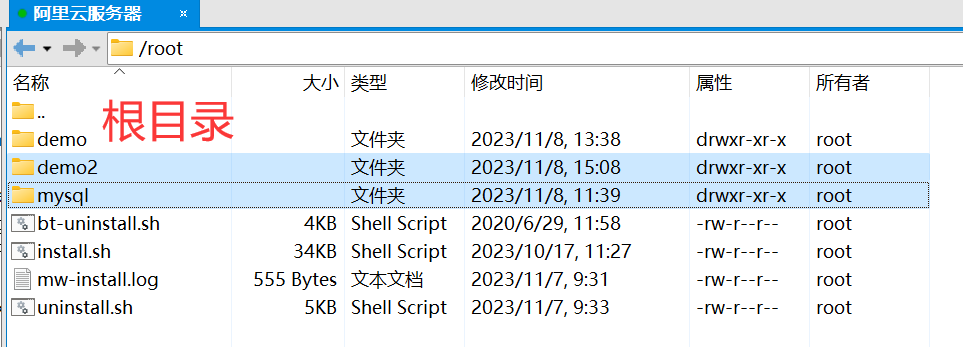 阿里云服务器 ×
/root
名称 大小 类型 修改时间 属性 所有者
..
根目录
demo 文件夹 2023/11/8, 13:38 drwxr-xr-x root
demo2 文件夹 2023/11/8, 15:08 drwxr-xr-x root
mysql 文件夹 2023/11/8, 11:39 drwxr-xr-x root
bt-uninstall.sh 4KB Shell Script 2020/6/29, 11:58 -rw-r--r-- root
install.sh 34KB Shell Script 2023/10/17, 11:27 -rw-r--r-- root
mw-install.log 555 Bytes 文本文档 2023/11/7, 9:31 -rw-r--r-- root
uninstall.sh 5KB Shell Script 2023/11/7, 9:33 -rw-r--r-- root